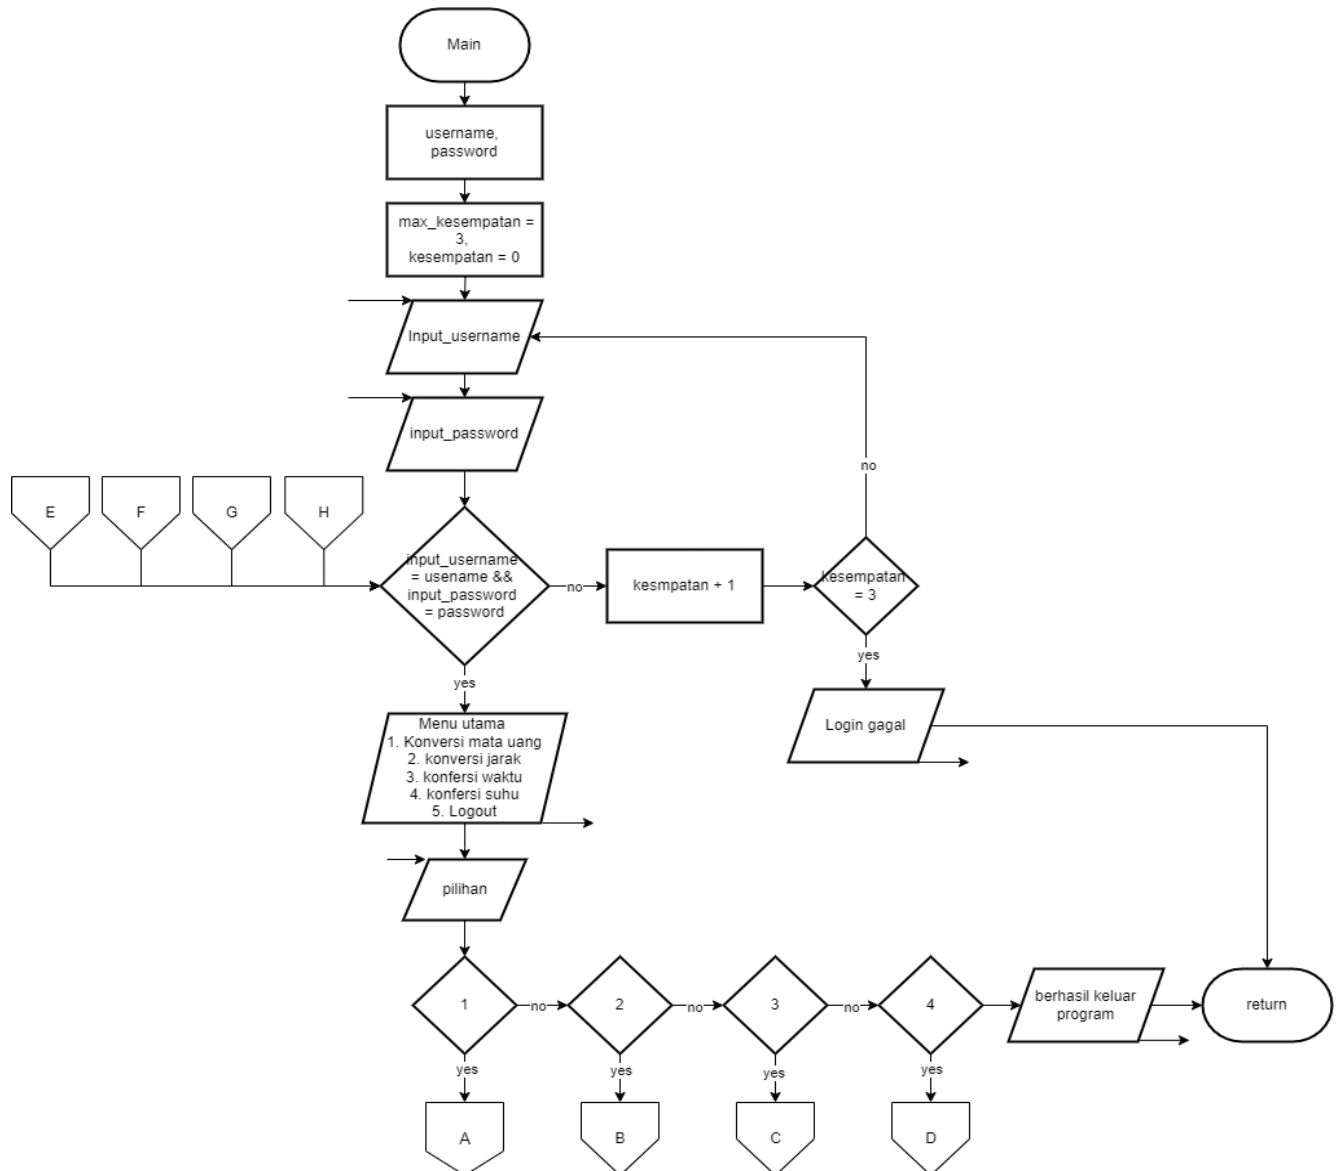 Main
username,
password
max_kesempatan =
3,
kesempatan = 0
Input_username
input_password
no
E
F
G
H
input_username
= usename &&
input_password
= password
no
kesmpatan + 1
kesempatan
= 3
yes
yes
Menu utama
1. Konversi mata uang
2. konversi jarak
3. konfersi waktu
4. konfersi suhu
5. Logout
Login gagal
pilihan
1
no
2
no
3
no
4
berhasil keluar
program
return
yes
yes
yes
yes
A
B
C
D